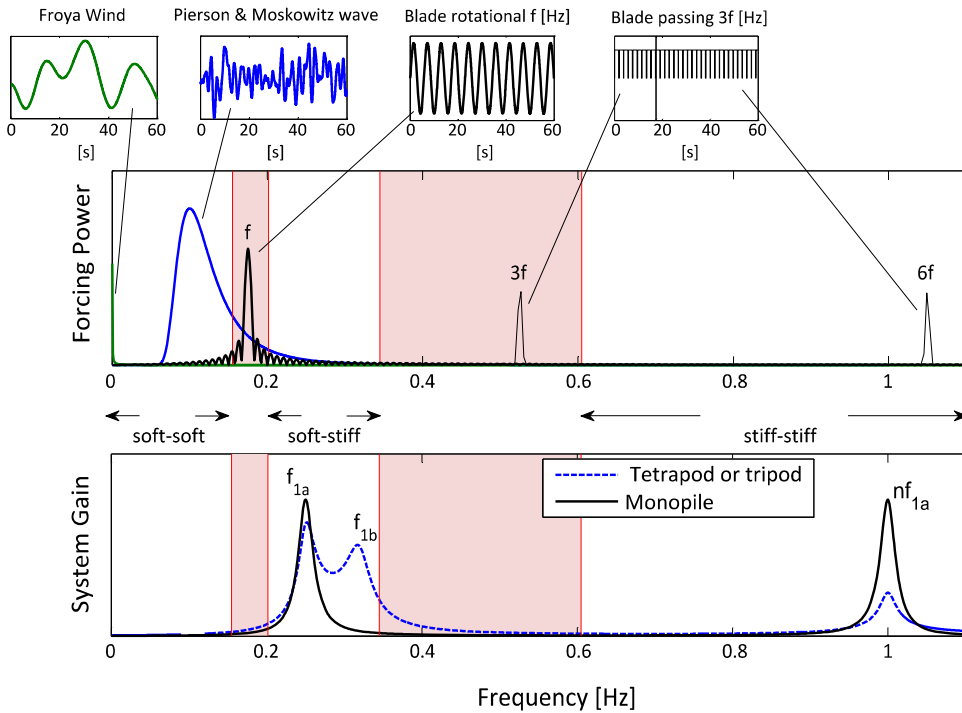 Froya Wind
Pierson & Moskowitz wave
Blade rotational f [Hz]
Blade passing 3f [Hz]
0 20 40 60
0 20 40 60
0 20 40 60
0 20 40 60
[s]
[s]
[s]
[s]
Forcing Power
f
3f
6f
0 0.2 0.4 0.6 0.8 1
soft-soft
soft-stiff
stiff-stiff
System Gain
f1a
f1b
Tetrapod or tripod
Monopile
nf1a
0 0.2 0.4 0.6 0.8 1
Frequency [Hz]